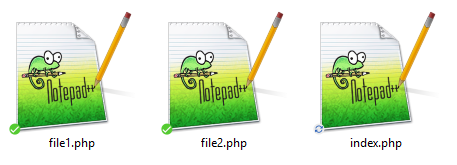 Notepad++ Notepad++ Notepad++
file1.php file2.php index.php